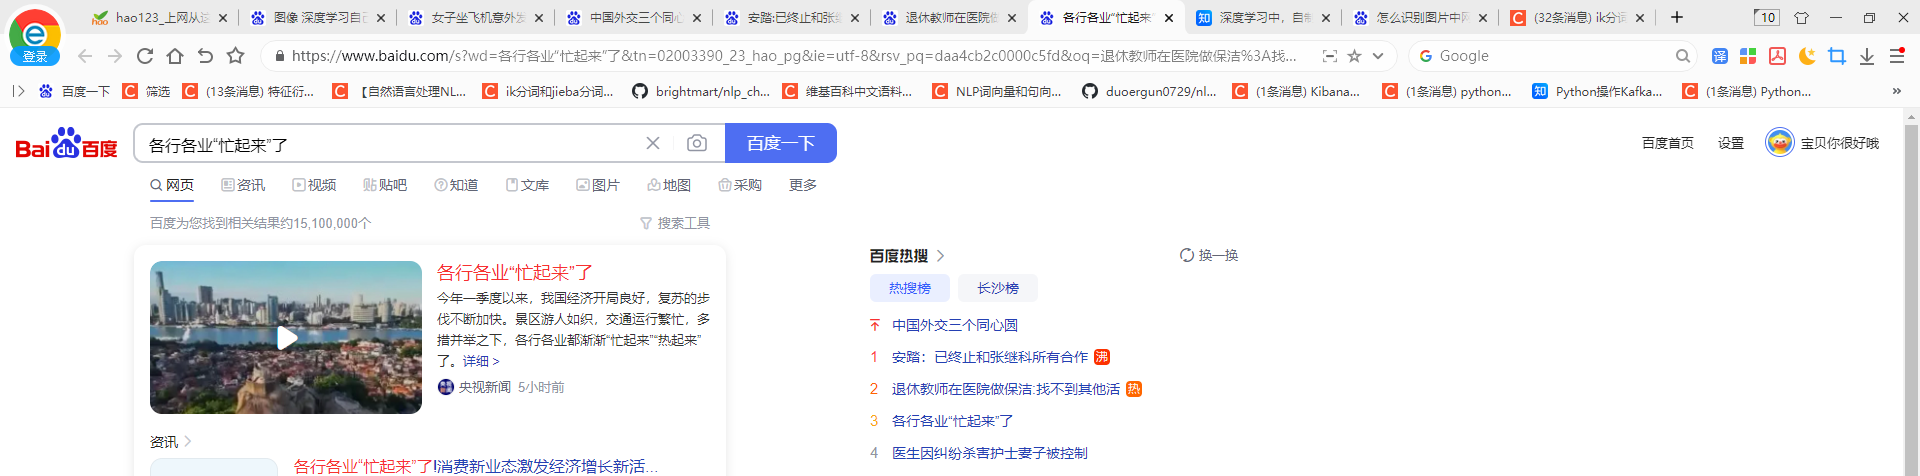 hao123_上网从这
图像 深度学习自己
女子坐飞机意外发
中国外交三个同心
安踏:已终止和张继
退休教师在医院做
各行各业“忙起来”
深度学习中，自制
怎么识别图片中网
(32条消息) ik分词
10
登录
https://www.baidu.com/s?wd=各行各业“忙起来”了&tn=02003390_23_hao_pg&ie=utf-8&rsv_pq=daa4cb2c0000c5fd&oq=退休教师在医院做保洁%3A找...
Google
译
百度一下
筛选
(13条消息) 特征衍...
【自然语言处理NL...
ik分词和jieba分词...
brightmart/nlp_ch...
维基百科中文语料...
NLP词向量和句向...
duoergun0729/nl...
(1条消息) Kibana...
(1条消息) python...
Python操作Kafka...
(1条消息) Python...
Bai du 百度
各行各业“忙起来”了
百度一下
百度首页
设置
宝贝你很好哦
网页
资讯
视频
贴吧
知道
文库
图片
地图
采购
更多
百度为您找到相关结果约15,100,000个
搜索工具
各行各业“忙起来”了
今年一季度以来，我国经济开局良好，复苏的步
伐不断加快。景区游人如织，交通运行繁忙，多
措并举之下，各行各业都渐渐“忙起来”“热起来”
了。详细 >
央视新闻 5小时前
资讯
各行各业“忙起来”了!消费新业态激发经济增长新活...
百度热搜
换一换
热搜榜
长沙榜
中国外交三个同心圆
1 安踏：已终止和张继科所有合作 沸
2 退休教师在医院做保洁:找不到其他活 热
3 各行各业“忙起来”了
4 医生因纠纷杀害护士妻子被控制